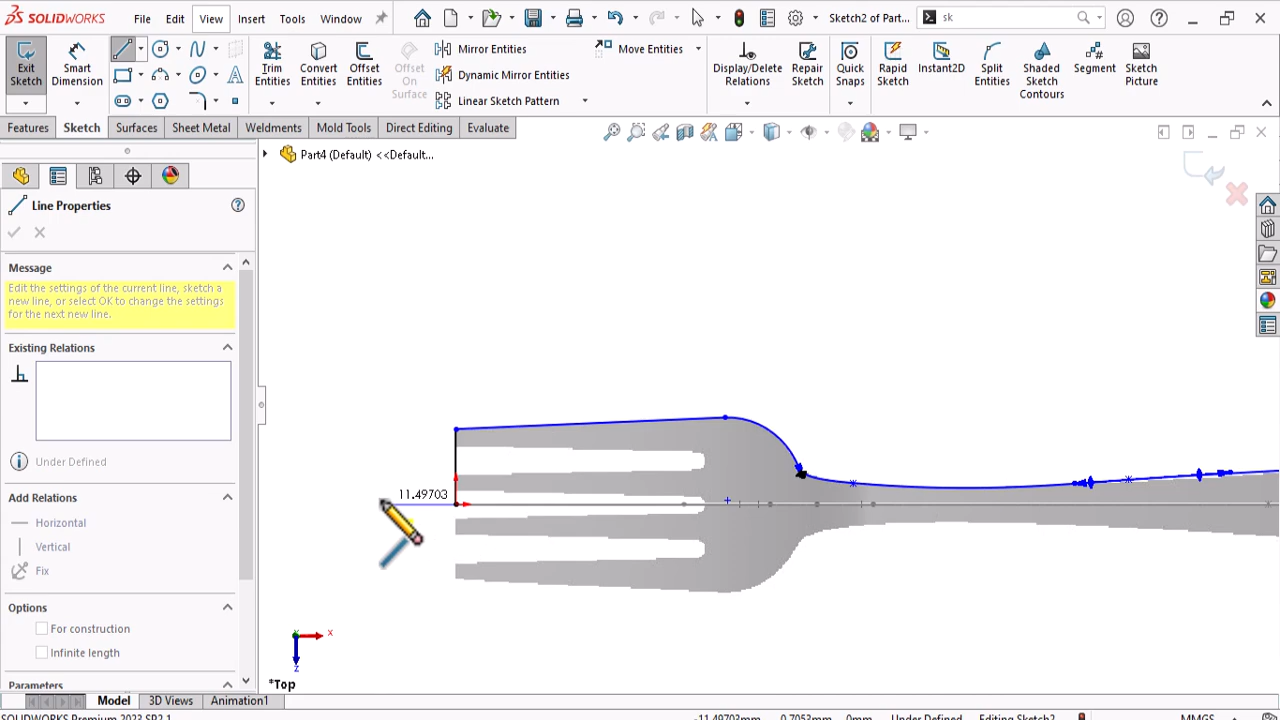 SOLIDWORKS File Edit View Insert Tools Window Sketch2 of Part... sk
Exit Sketch
Smart Dimension
Trim Entities
Convert Entities
Offset Entities
Offset On Surface
Mirror Entities
Dynamic Mirror Entities
Linear Sketch Pattern
Move Entities
Display/Delete Relations
Repair Sketch
Quick Snaps
Rapid Sketch
Instant2D
Split Entities
Shaded Sketch Contours
Segment
Sketch Picture
Features Sketch Surfaces Sheet Metal Weldments Mold Tools Direct Editing Evaluate
Part4 (Default) <<Default...
Line Properties
Message
Edit the settings of the current line, sketch a
new line, or select OK to change the settings
for the next new line.
Existing Relations
Under Defined
Add Relations
Horizontal
Vertical
Fix
Options
For construction
Infinite length
Parameters
11.49703
x
z
*Top
Model 3D Views Animation1
SOLIDWORKS Premium 2023 SP2.1 -11.49703mm 0.7053mm 0mm Under Defined Editing Sketch2 MMGS